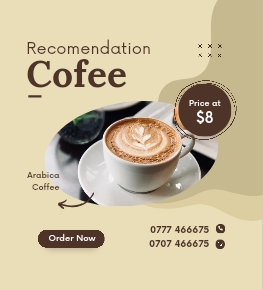 Recomendation
Cofee
Price at
$8
Arabica
Coffee
Order Now
0777 466675
0707 466675